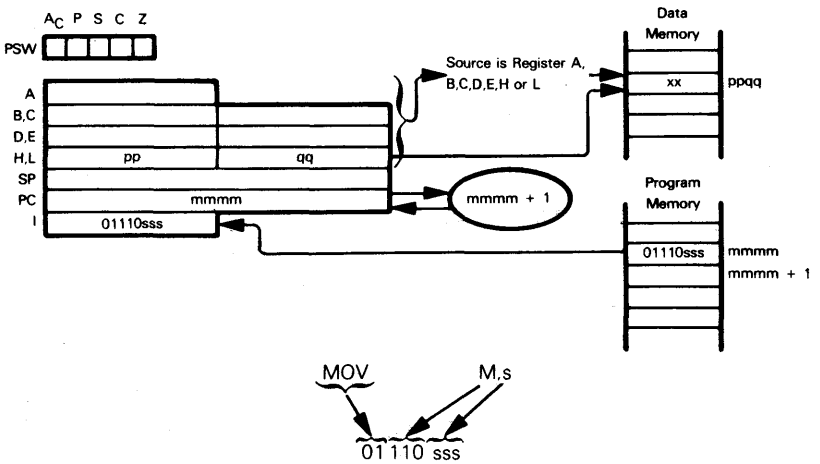 AC P S C Z
PSW
A
B,C
D,E
H,L pp qq
SP
PC mmmm
I 01110sss
Source is Register A,
B,C,D,E,H or L
mmmm + 1
Data
Memory
xx ppqq
Program
Memory
01110sss mmmm
mmmm + 1
MOV M,s
01 110 sss